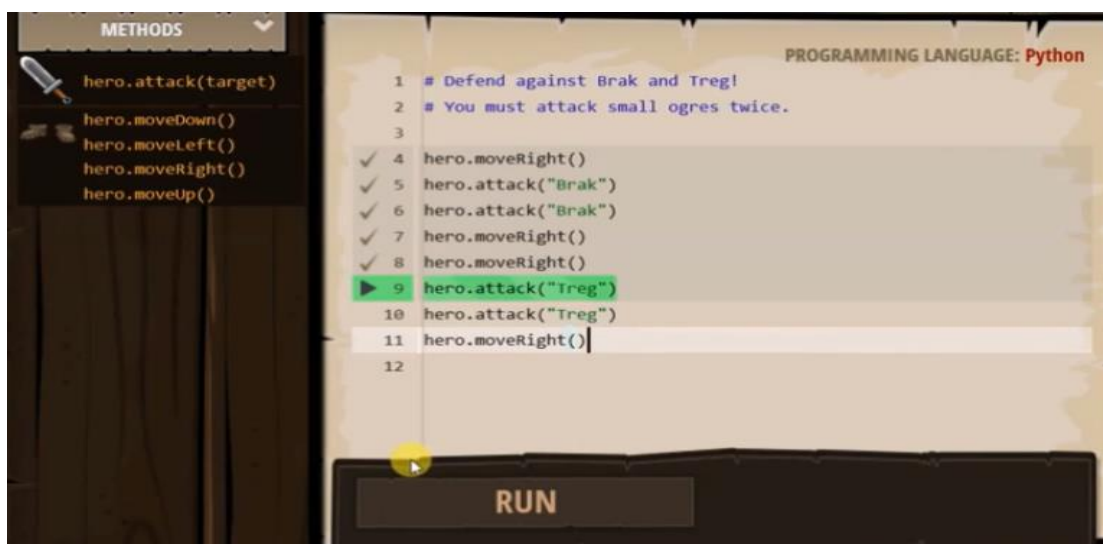 METHODS
hero.attack(target)
hero.moveDown()
hero.moveLeft()
hero.moveRight()
hero.moveUp()
PROGRAMMING LANGUAGE: Python
1 # Defend against Brak and Treg!
2 # You must attack small ogres twice.
3
4 hero.moveRight()
5 hero.attack("Brak")
6 hero.attack("Brak")
7 hero.moveRight()
8 hero.moveRight()
9 hero.attack("Treg")
10 hero.attack("Treg")
11 hero.moveRight()
12
RUN